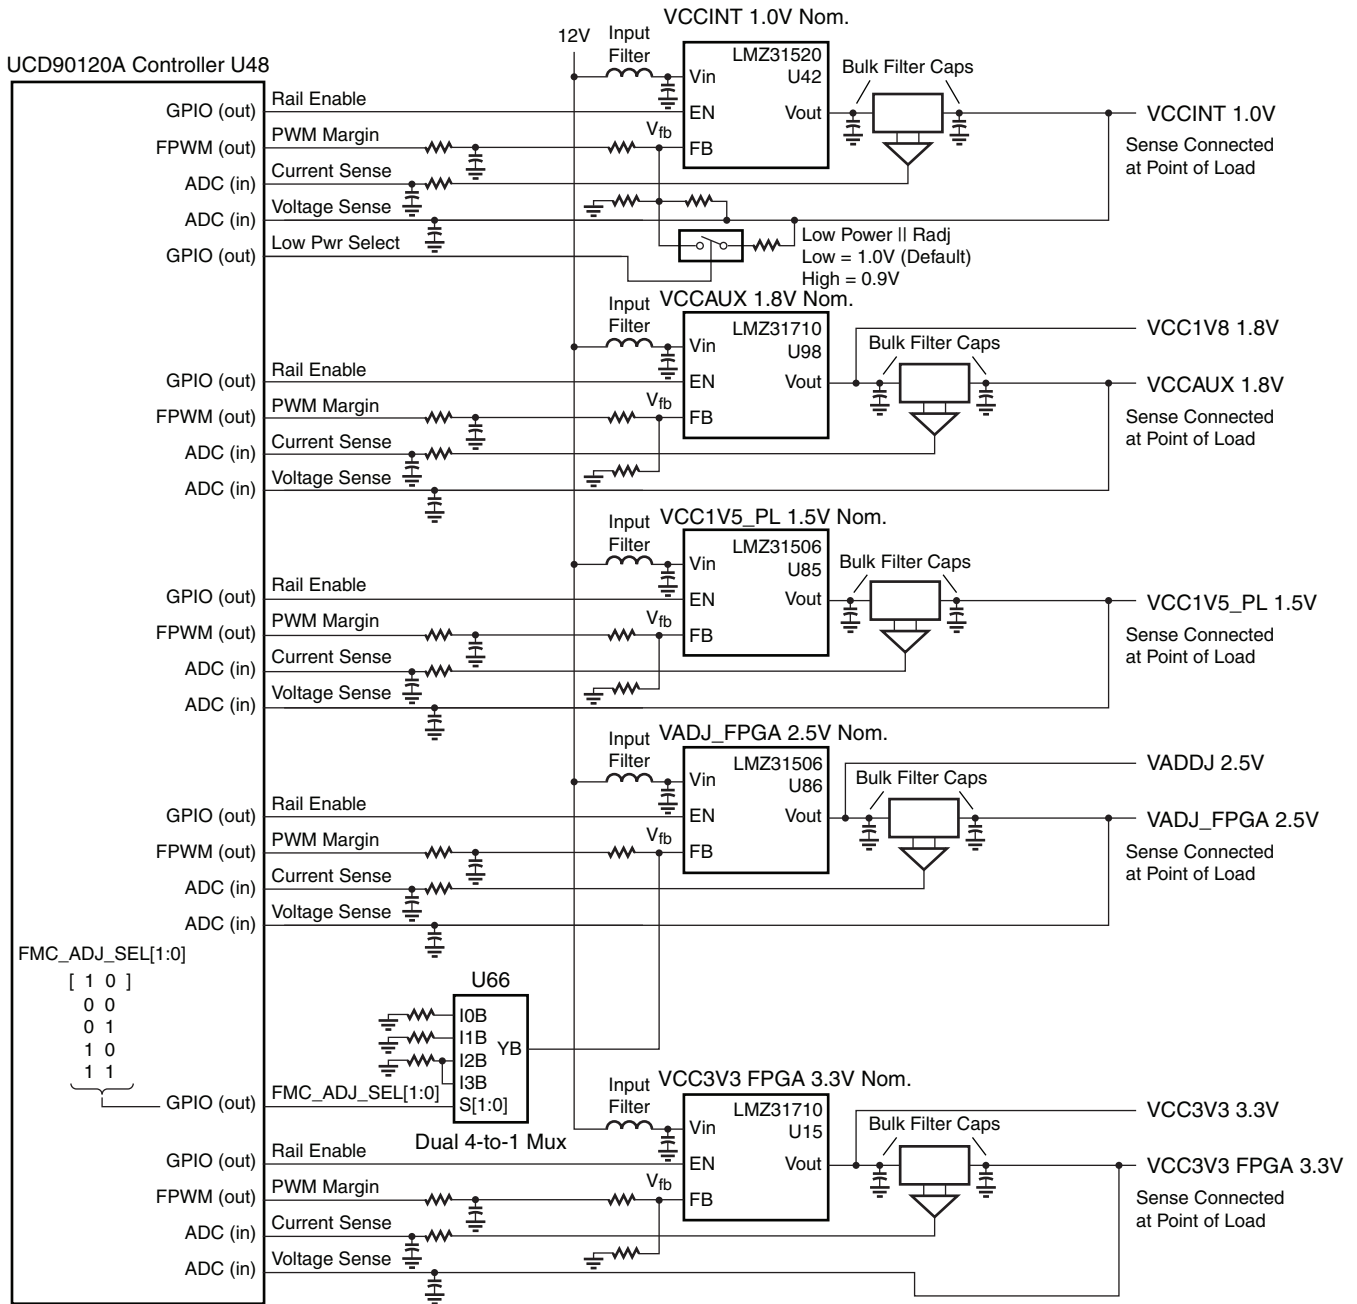 UCD90120A Controller U48
12V
VCCINT 1.0V Nom.
Input
Filter
LMZ31520
U42
Vin
EN
FB
Vout
Bulk Filter Caps
VCCINT 1.0V
Sense Connected
at Point of Load
GPIO (out)
Rail Enable
FPWM (out)
PWM Margin
Vfb
ADC (in)
Current Sense
ADC (in)
Voltage Sense
GPIO (out)
Low Pwr Select
Low Power || Radj
Low = 1.0V (Default)
High = 0.9V
VCCAUX 1.8V Nom.
Input
Filter
LMZ31710
U98
Vin
EN
FB
Vout
Bulk Filter Caps
VCC1V8 1.8V
VCCAUX 1.8V
Sense Connected
at Point of Load
GPIO (out)
Rail Enable
FPWM (out)
PWM Margin
Vfb
ADC (in)
Current Sense
ADC (in)
Voltage Sense
VCC1V5_PL 1.5V Nom.
Input
Filter
LMZ31506
U85
Vin
EN
FB
Vout
Bulk Filter Caps
VCC1V5_PL 1.5V
Sense Connected
at Point of Load
GPIO (out)
Rail Enable
FPWM (out)
PWM Margin
Vfb
ADC (in)
Current Sense
ADC (in)
Voltage Sense
VADJ_FPGA 2.5V Nom.
Input
Filter
LMZ31506
U86
Vin
EN
FB
Vout
Bulk Filter Caps
VADDJ 2.5V
VADJ_FPGA 2.5V
Sense Connected
at Point of Load
GPIO (out)
Rail Enable
FPWM (out)
PWM Margin
Vfb
ADC (in)
Current Sense
ADC (in)
Voltage Sense
FMC_ADJ_SEL[1:0]
[ 1 0 ]
0 0
0 1
1 0
1 1
GPIO (out)
FMC_ADJ_SEL[1:0]
U66
I0B
I1B
I2B
I3B
S[1:0]
YB
Dual 4-to-1 Mux
VCC3V3 FPGA 3.3V Nom.
Input
Filter
LMZ31710
U15
Vin
EN
FB
Vout
Bulk Filter Caps
VCC3V3 3.3V
VCC3V3 FPGA 3.3V
Sense Connected
at Point of Load
GPIO (out)
Rail Enable
FPWM (out)
PWM Margin
Vfb
ADC (in)
Current Sense
ADC (in)
Voltage Sense